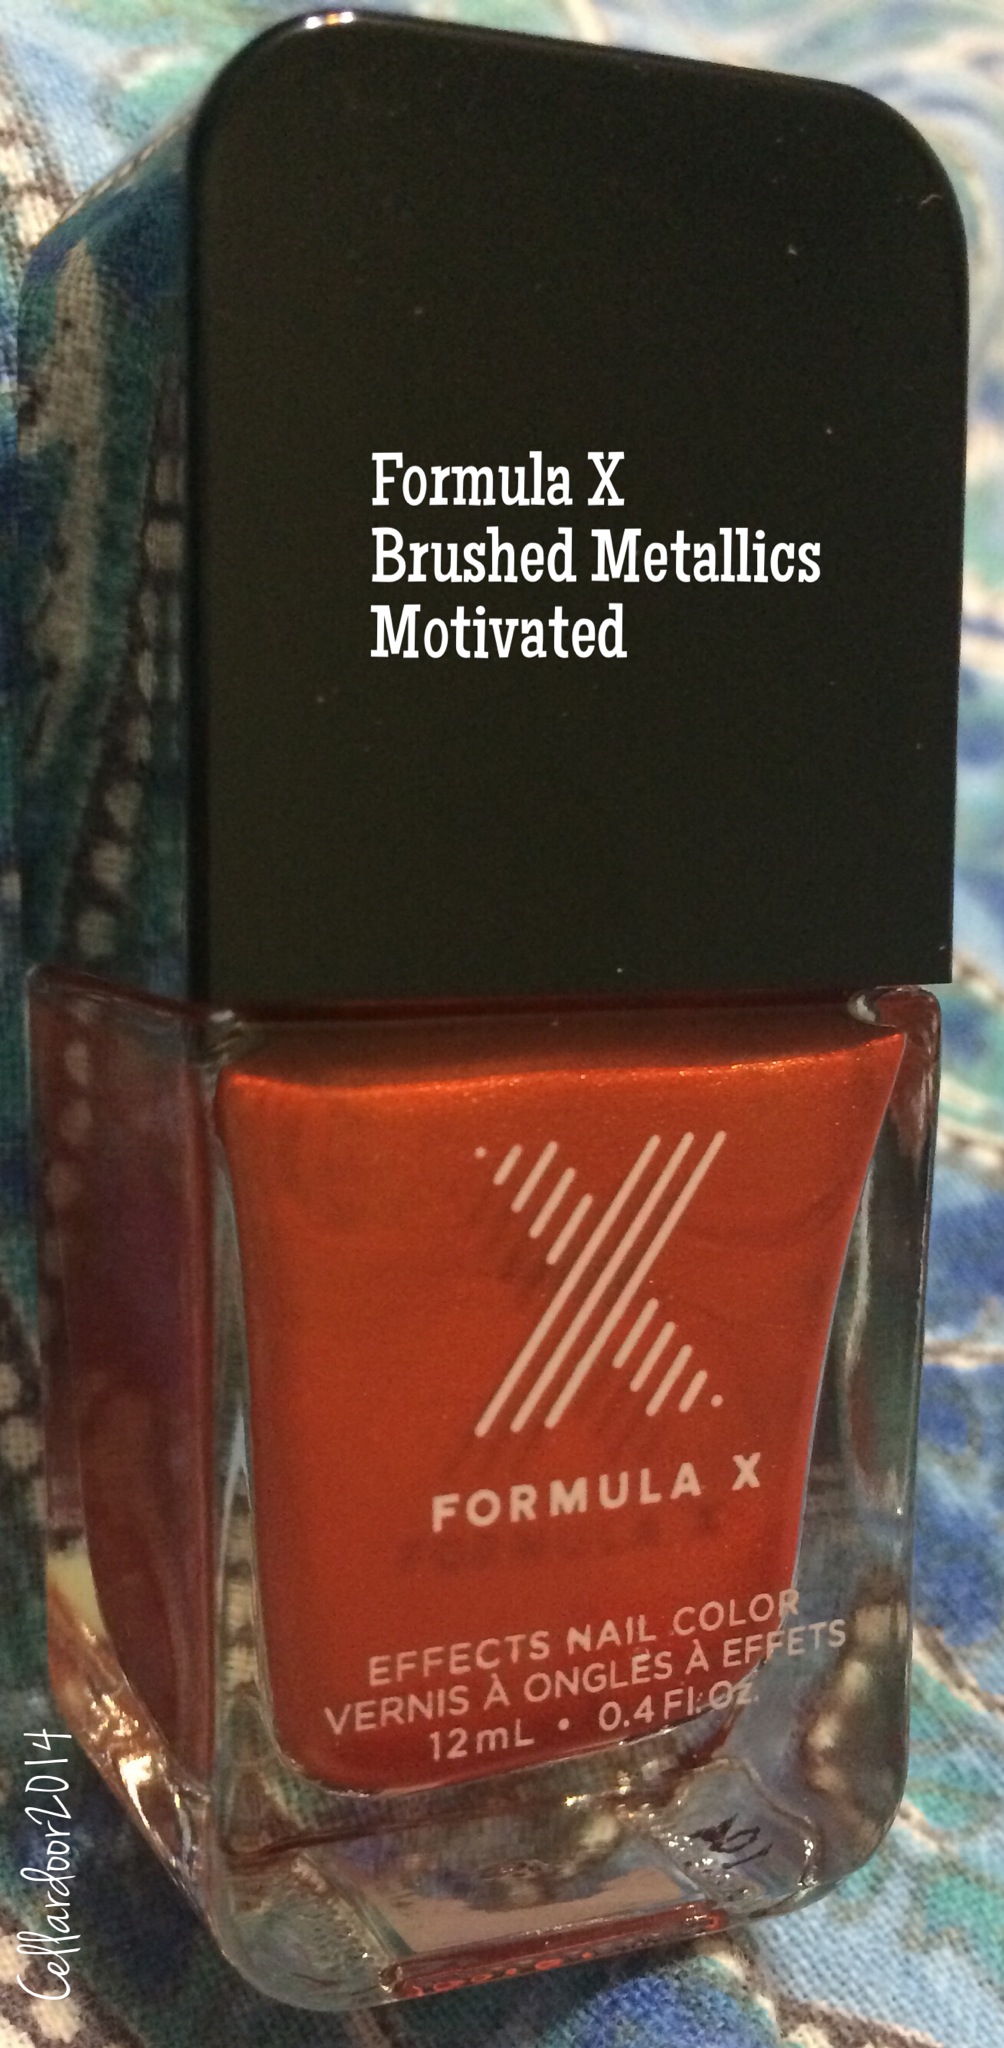 Formula X
Brushed Metallics
Motivated
FORMULA X
EFFECTS NAIL COLOR
VERNIS À ONGLES À EFFETS
12mL • 0.4 Fl. Oz.
Cellardoor2014